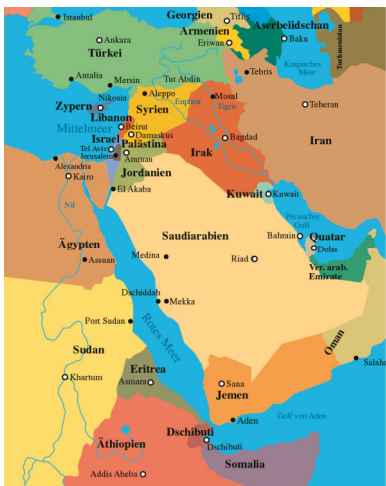 Georgien
Tiflis
Istanbul
Armenien
Aserbeiidschan
Ankara
Eriwan
Baku
Türkei
Turkmenistan
Kaspisches
Meer
Tebris
Antalia
Mersin
Tur Abdin
Nikosia
Aleppo
Mosul
Teheran
Zypern
Syrien
Euphrat
Tigris
Libanon
Mittelmeer
Beirut
Damaskus
Israel
Palästina
Bagdad
Iran
Tel Aviv
Jerusalem
Amman
Irak
Alexandria
Kairo
Jordanien
El Akaba
Kuwait
Kuwait
Nil
Persischer
Golf
Saudiarabien
Bahrain
Quatar
Ägypten
Medina
Doha
Assuan
Riad
Ver. arab.
Emirate
Dschiddah
Mekka
Port Sudan
Rotes Meer
Oman
Sudan
Salaha
Eritrea
Khartum
Asmara
Sana
Jemen
Aden
Golf von Aden
Dschibuti
Äthiopien
Dschibuti
Somalia
Addis Abeba